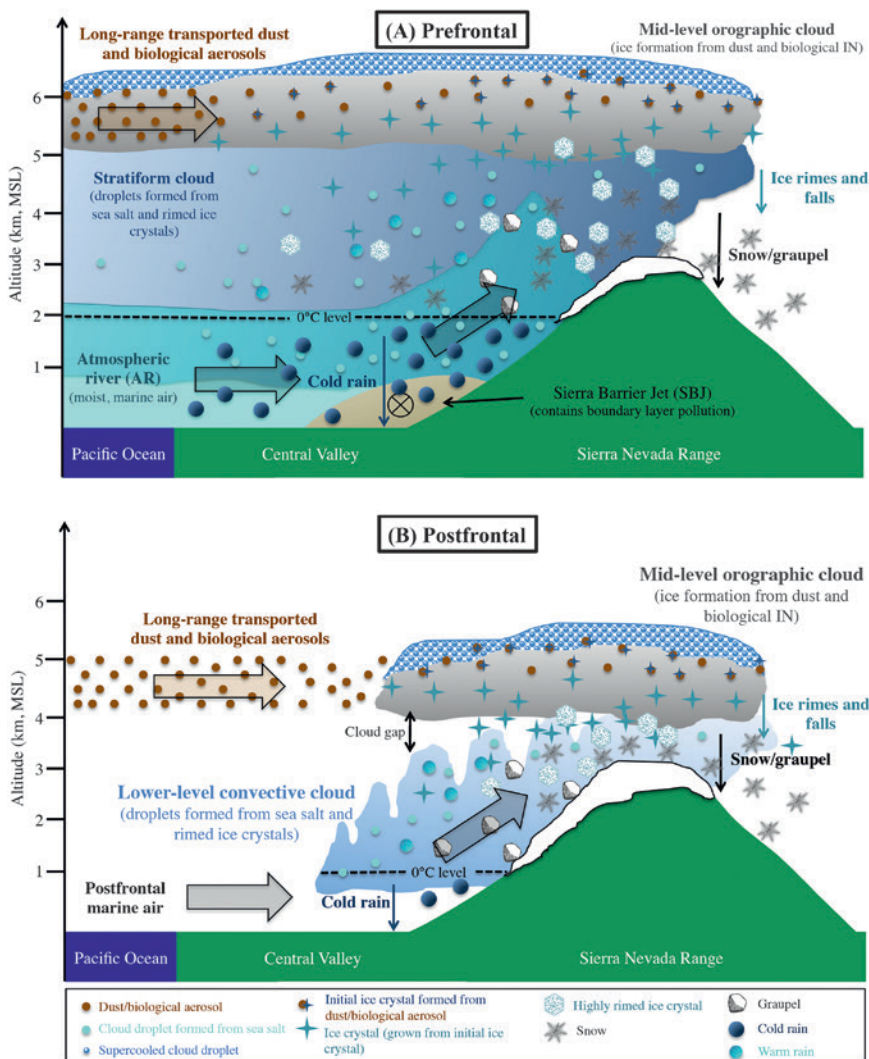 (A) Prefrontal
Long-range transported dust
and biological aerosols
Mid-level orographic cloud
(ice formation from dust and biological IN)
Altitude (km, MSL)
6
5
4
3
2
1
Stratiform cloud
(droplets formed from
sea salt and rimed ice
crystals)
Ice rimes and
falls
Snow/graupel
0°C level
Atmospheric
river (AR)
(moist, marine air)
Cold rain
Sierra Barrier Jet (SBJ)
(contains boundary layer pollution)
Pacific Ocean
Central Valley
Sierra Nevada Range
(B) Postfrontal
Mid-level orographic cloud
(ice formation from dust and
biological IN)
Long-range transported
dust and biological aerosols
Altitude (km, MSL)
6
5
4
3
2
1
Cloud
gap
Ice rimes and
falls
Snow/graupel
Lower-level convective cloud
(droplets formed from sea salt and
rimed ice crystals)
0°C level
Postfrontal
marine air
Cold rain
Pacific Ocean
Central Valley
Sierra Nevada Range
Dust/biological aerosol
Cloud droplet formed from sea salt
Supercooled cloud droplet
Initial ice crystal formed from
dust/biological aerosol
Ice crystal (grown from initial ice
crystal)
Highly rimed ice crystal
Snow
Graupel
Cold rain
Warm rain